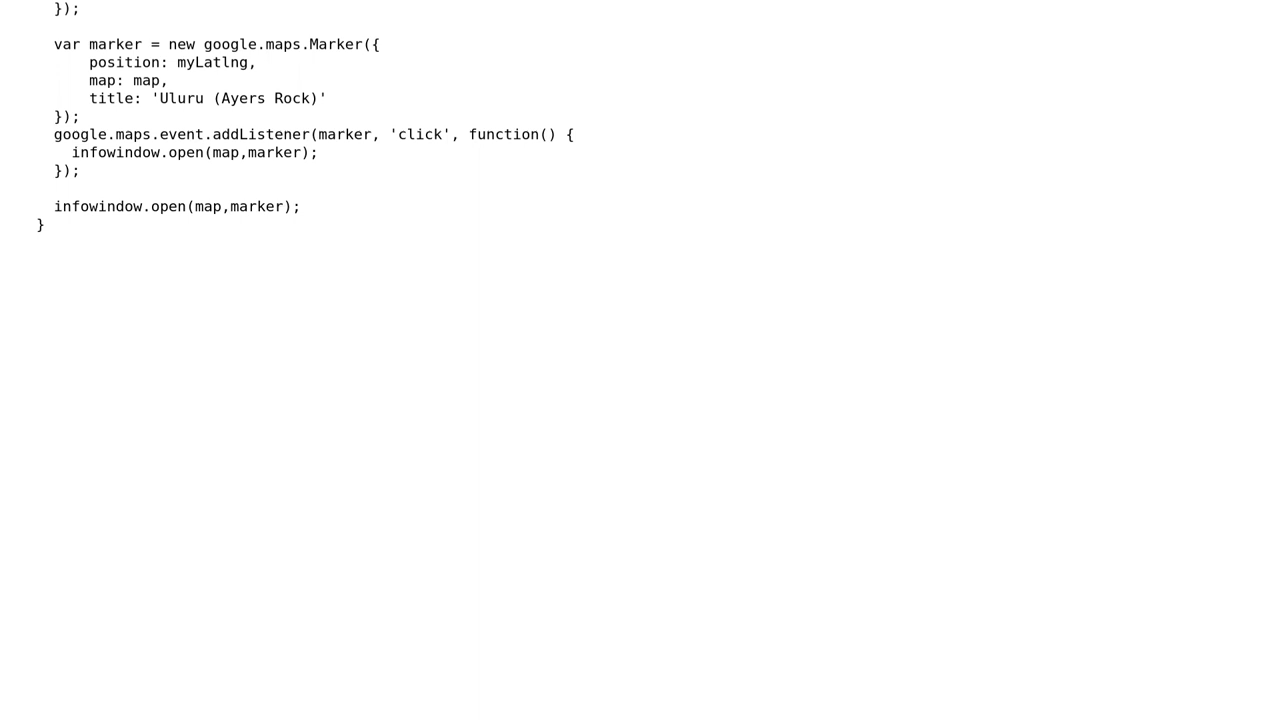 });

  var marker = new google.maps.Marker({
      position: myLatlng,
      map: map,
      title: 'Uluru (Ayers Rock)'
  });
  google.maps.event.addListener(marker, 'click', function() {
    infowindow.open(map,marker);
  });

  infowindow.open(map,marker);
}